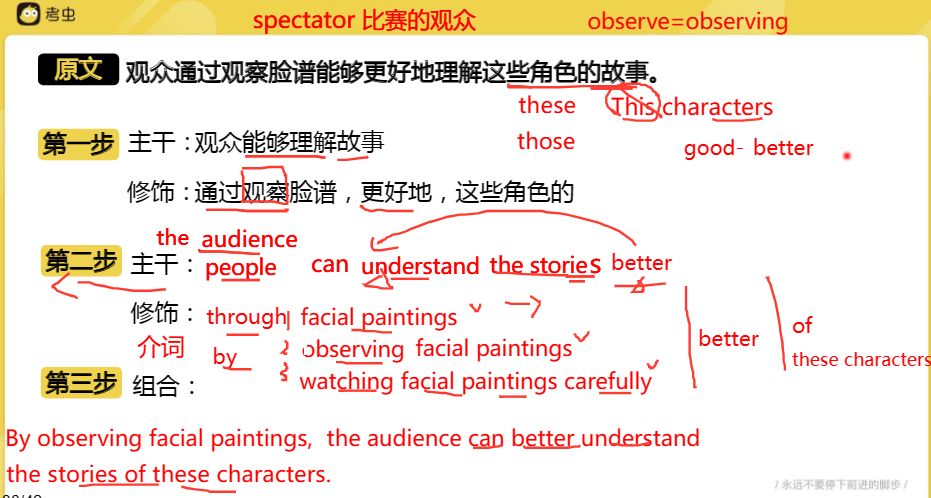 考虫
spectator 比赛的观众
observe=observing
原文 观众通过观察脸谱能够更好地理解这些角色的故事。
these This characters
第一步 主干：观众能够理解故事
those
good- better
修饰：通过观察脸谱，更好地，这些角色的
the audience
第二步 主干：people can understand the stories better
修饰：through facial paintings
better
of
介词 by observing facial paintings
these characters
watching facial paintings carefully
第三步 组合：
By observing facial paintings, the audience can better understand
the stories of these characters.
/ 永远不要停下前进的脚步 /